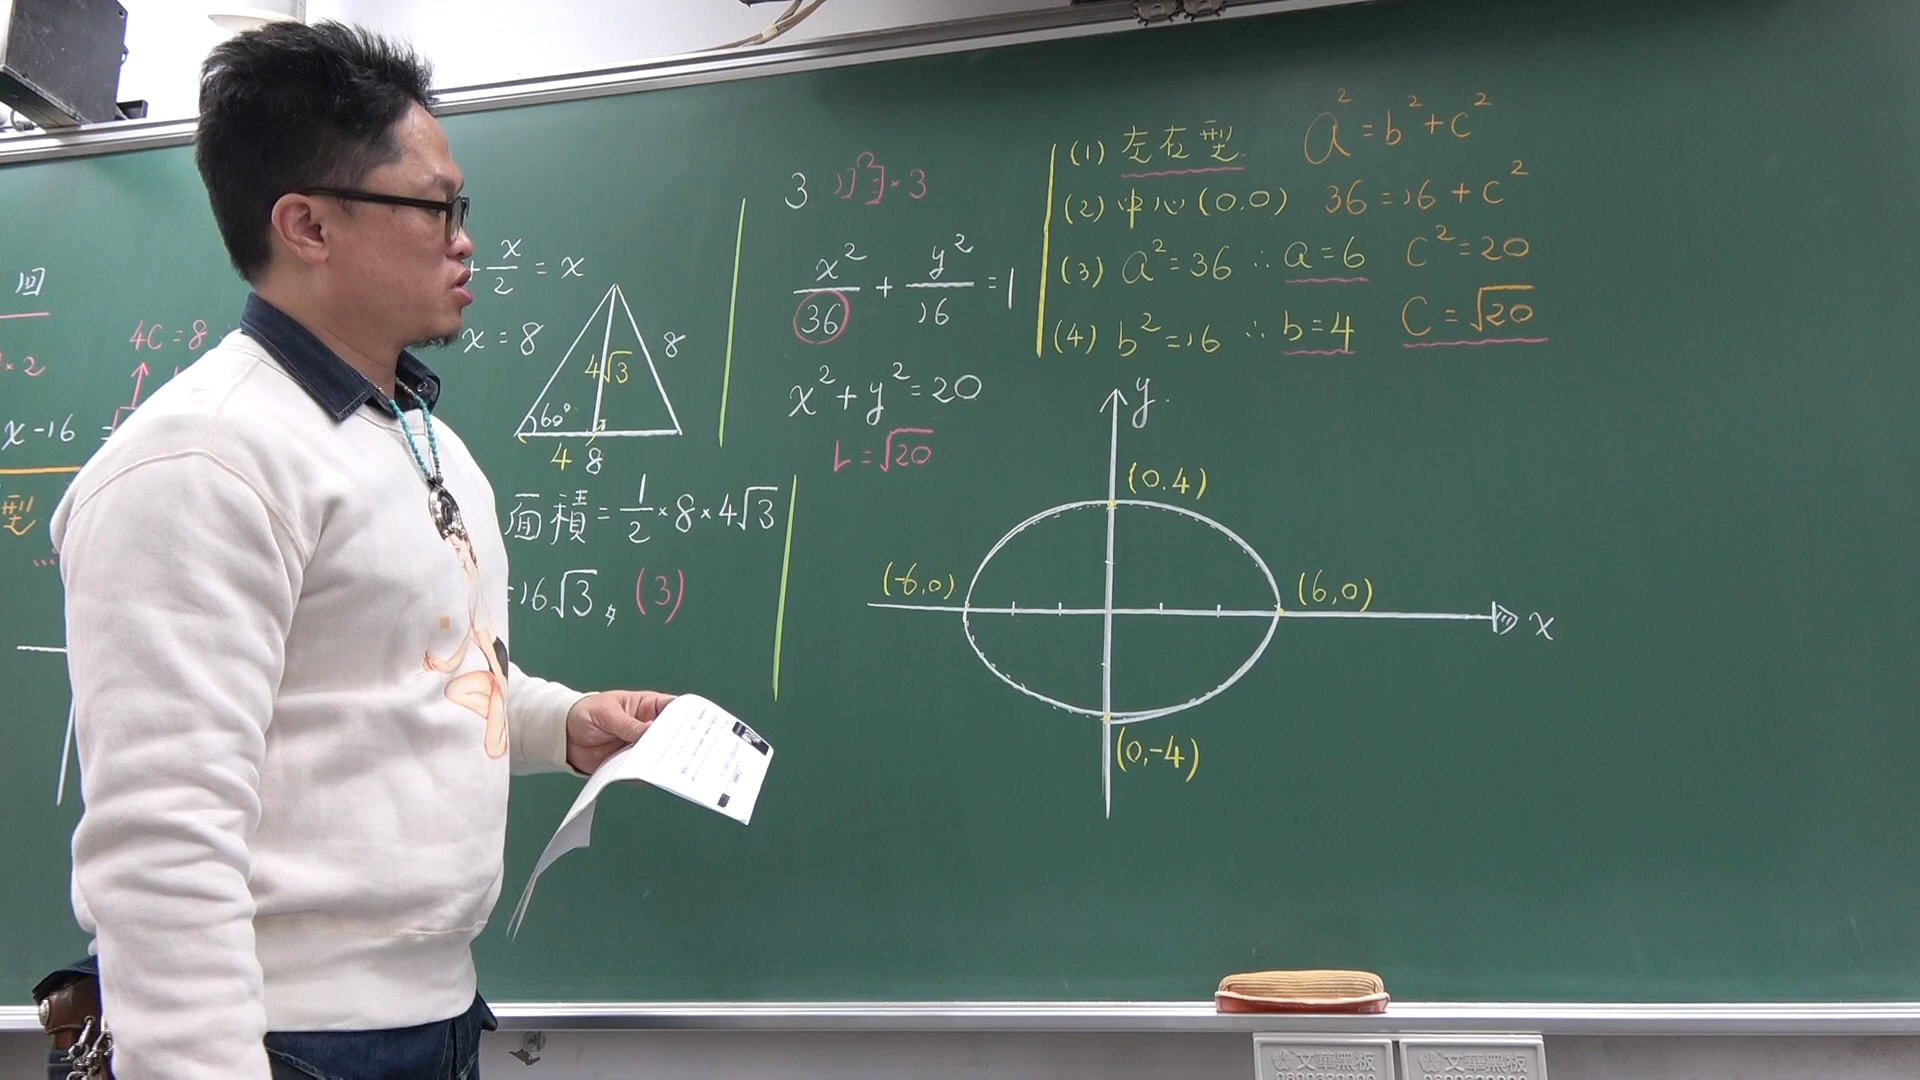 回
×2
4C=8
x-16 =
型
+x/2=x
x=8
8
4√3
60°
4
8
面積=1/2×8×4√3
=16√3 (3)
3
x²/36+y²/16=1
x²+y²=20
r=√20
(1) 左右型
(2) 中心(0,0)
(3) a²=36 ∴a=6
(4) b²=16 ∴b=4
a²=b²+c²
36=16+c²
c²=20
c=√20
y
(0,4)
(-6,0)
(6,0)
x
(0,-4)
文華黑板
文華黑板